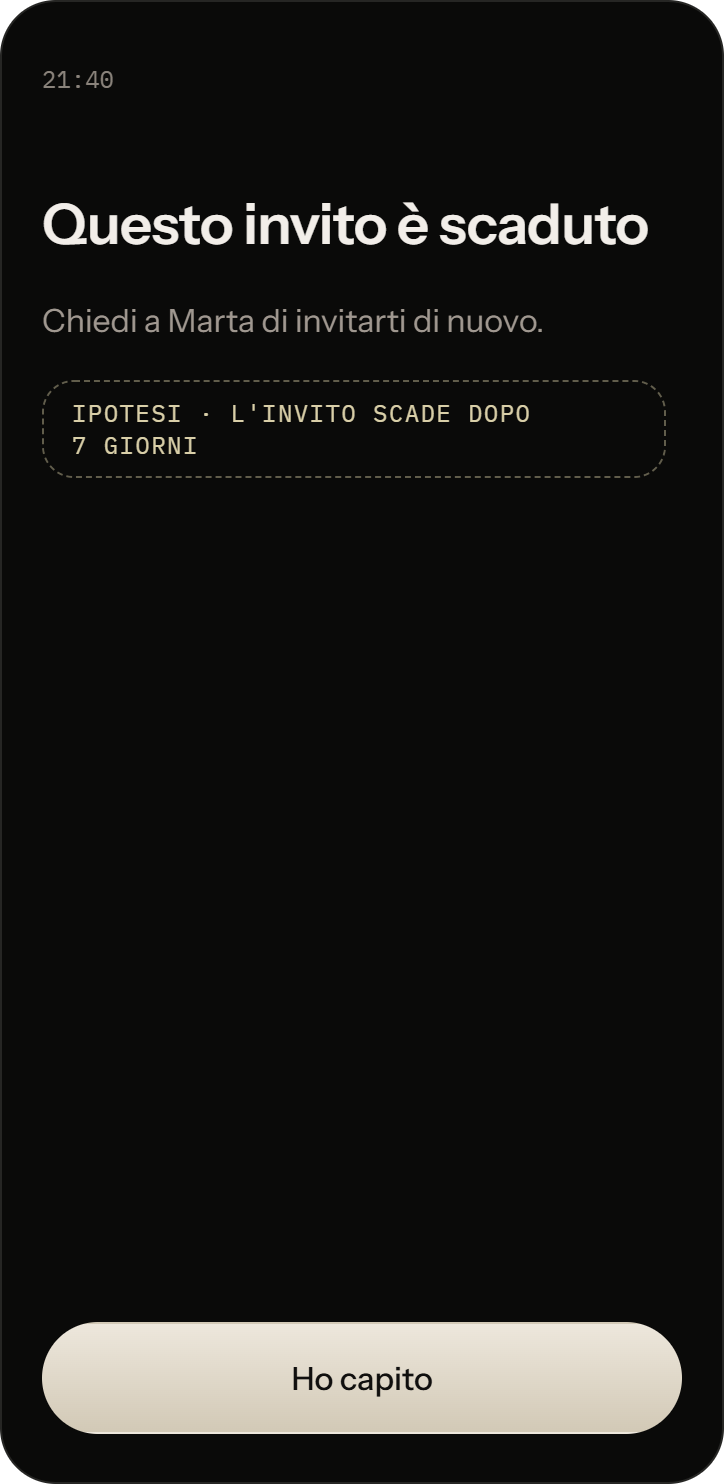 21:40
Questo invito è scaduto
Chiedi a Marta di invitarti di nuovo.
IPOTESI · L'INVITO SCADE DOPO
7 GIORNI
Ho capito